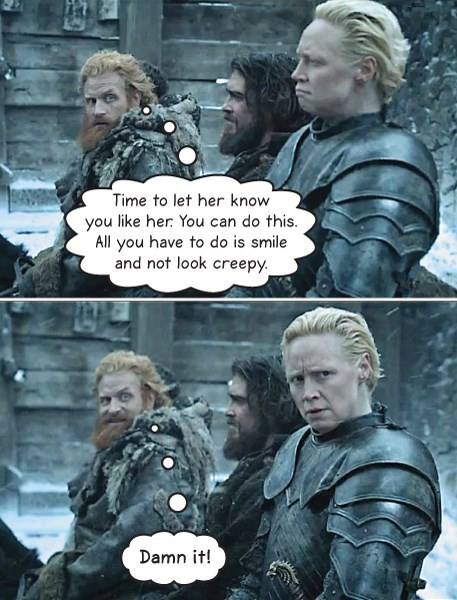 Time to let her know
you like her. You can do this.
All you have to do is smile
and not look creepy.
Damn it!